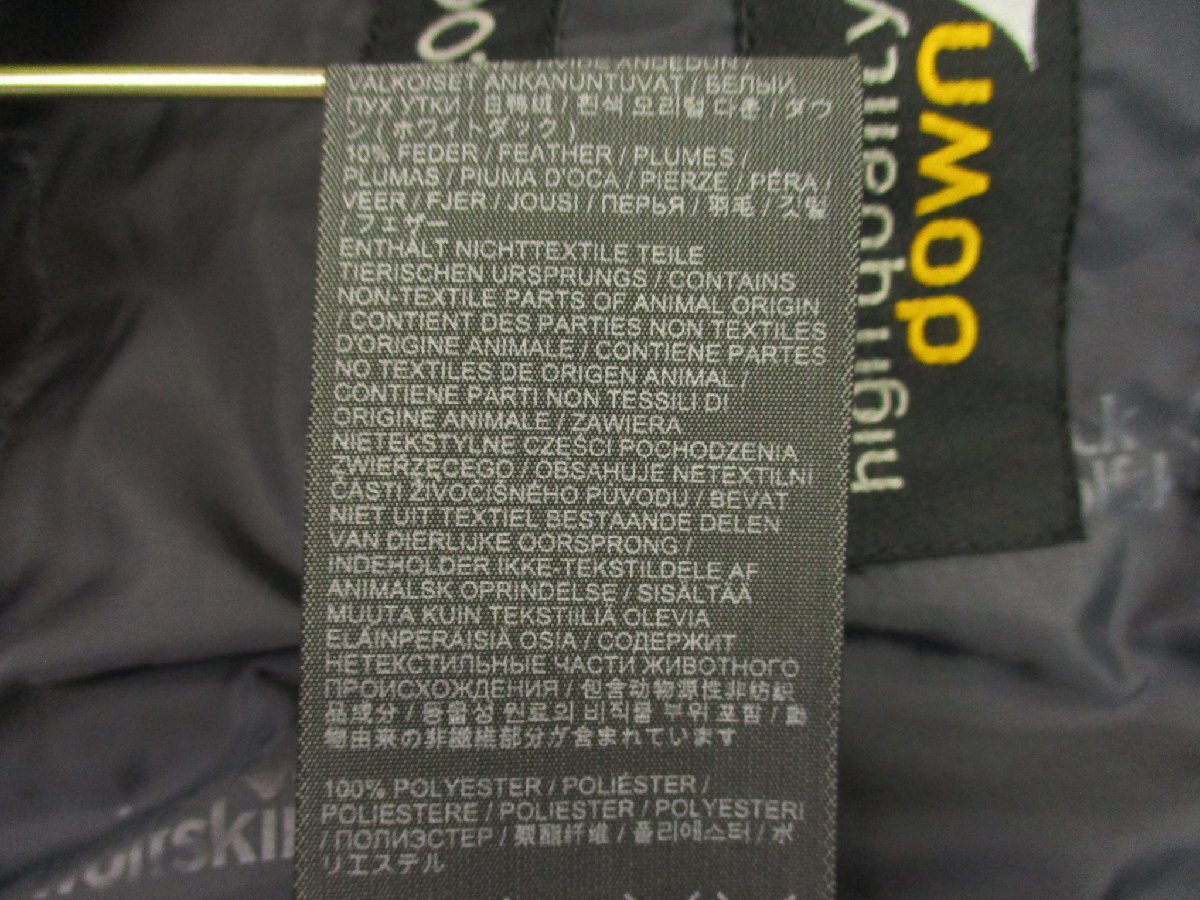 VALKOISET ANKANUNTUVAT / БЕЛЫЙ
ПУХ УТКИ / 白鸭绒 / 흰색 오리털 다운 / ダウ
ン ( ホワイトダック )
10% FEDER / FEATHER / PLUMES /
PLUMAS / PIUMA D'OCA / PIERZE / PÉRA /
VEER / FJER / JOUSI / ПЕРЬЯ / 羽毛 / 깃털
/ フェザー
ENTHÄLT NICHTTEXTILE TEILE
TIERISCHEN URSPRUNGS / CONTAINS
NON-TEXTILE PARTS OF ANIMAL ORIGIN
/ CONTIENT DES PARTIES NON TEXTILES
D'ORIGINE ANIMALE / CONTIENE PARTES
NO TEXTILES DE ORIGEN ANIMAL /
CONTIENE PARTI NON TESSILI DI
ORIGINE ANIMALE / ZAWIERA
NIETEKSTYLNE CZĘŚCI POCHODZENIA
ZWIERZĘCEGO / OBSAHUJE NETEXTILNÍ
ČÁSTI ŽIVOČIŠNÉHO PŮVODU / BEVAT
NIET UIT TEXTIEL BESTAANDE DELEN
VAN DIERLIJKE OORSPRONG /
INDEHOLDER IKKE TEKSTILDELE AF
ANIMALSK OPRINDELSE / SISÄLTÄÄ
MUUTA KUIN TEKSTIILIÄ OLEVIA
ELÄINPERÄISIÄ OSIA / СОДЕРЖИТ
НЕТЕКСТИЛЬНЫЕ ЧАСТИ ЖИВОТНОГО
ПРОИСХОЖДЕНИЯ / 包含动物源性非纺织
品成分 / 동물성 원료의 비직물 부위 포함 / 動
物由来の非繊維部分が含まれています
100% POLYESTER / POLIÉSTER /
POLIESTERE / POLIESTER / POLYESTERI
/ ПОЛИЭСТЕР / 聚酯纤维 / 폴리에스터 / ポ
リエステル
down
high quality